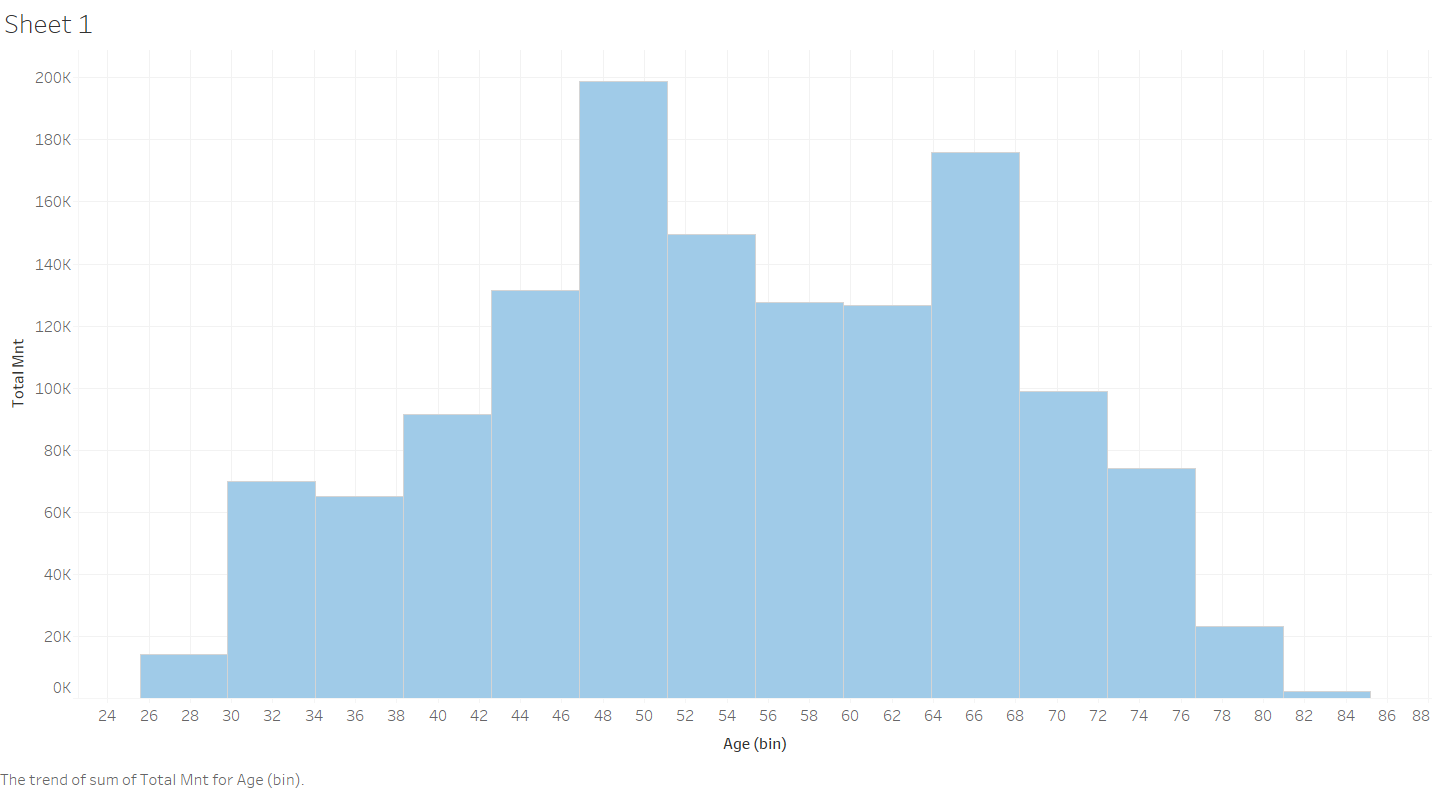 Sheet 1
200K
180K
160K
140K
120K
100K
80K
60K
40K
20K
0K
Total Mnt
24 26 28 30 32 34 36 38 40 42 44 46 48 50 52 54 56 58 60 62 64 66 68 70 72 74 76 78 80 82 84 86 88
Age (bin)
The trend of sum of Total Mnt for Age (bin).